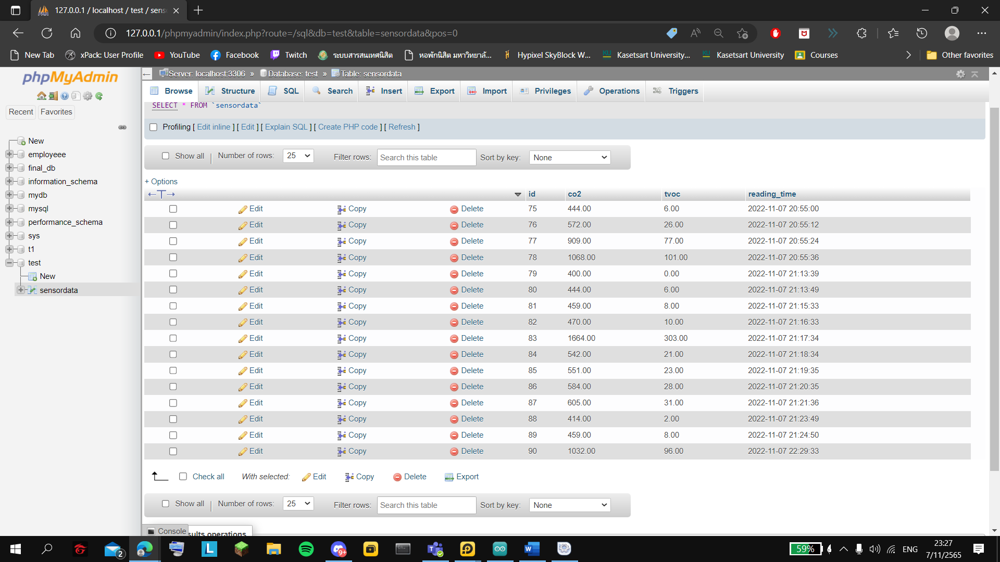 127.0.0.1 / localhost / test / sens
127.0.0.1/phpmyadmin/index.php?route=/sql&db=test&table=sensordata&pos=0
New Tab xPack: User Profile YouTube Facebook Twitch ระบบสารสนเทศนิสิต หอพักนิสิต มหาวิทยาลั... Hypixel SkyBlock W... Kasetsart University,... Kasetsart University Courses Other favorites
phpMyAdmin
Recent Favorites
New
employeee
final_db
information_schema
mydb
mysql
performance_schema
sys
t1
test
New
sensordata
Server: localhost:3306 » Database: test » Table: sensordata
Browse Structure SQL Search Insert Export Import Privileges Operations Triggers
SELECT * FROM `sensordata`
Profiling [ Edit inline ] [ Edit ] [ Explain SQL ] [ Create PHP code ] [ Refresh ]
Show all Number of rows: 25 Filter rows: Search this table Sort by key: None
+ Options
←T→ id co2 tvoc reading_time
Edit Copy Delete 75 444.00 6.00 2022-11-07 20:55:00
Edit Copy Delete 76 572.00 26.00 2022-11-07 20:55:12
Edit Copy Delete 77 909.00 77.00 2022-11-07 20:55:24
Edit Copy Delete 78 1068.00 101.00 2022-11-07 20:55:36
Edit Copy Delete 79 400.00 0.00 2022-11-07 21:13:39
Edit Copy Delete 80 444.00 6.00 2022-11-07 21:13:49
Edit Copy Delete 81 459.00 8.00 2022-11-07 21:15:33
Edit Copy Delete 82 470.00 10.00 2022-11-07 21:16:33
Edit Copy Delete 83 1664.00 303.00 2022-11-07 21:17:34
Edit Copy Delete 84 542.00 21.00 2022-11-07 21:18:34
Edit Copy Delete 85 551.00 23.00 2022-11-07 21:19:35
Edit Copy Delete 86 584.00 28.00 2022-11-07 21:20:35
Edit Copy Delete 87 605.00 31.00 2022-11-07 21:21:36
Edit Copy Delete 88 414.00 2.00 2022-11-07 21:23:49
Edit Copy Delete 89 459.00 8.00 2022-11-07 21:24:50
Edit Copy Delete 90 1032.00 96.00 2022-11-07 22:29:33
Check all With selected: Edit Copy Delete Export
Show all Number of rows: 25 Filter rows: Search this table Sort by key: None
Console sults operations
2 9+ 59% ENG 23:27
7/11/2565